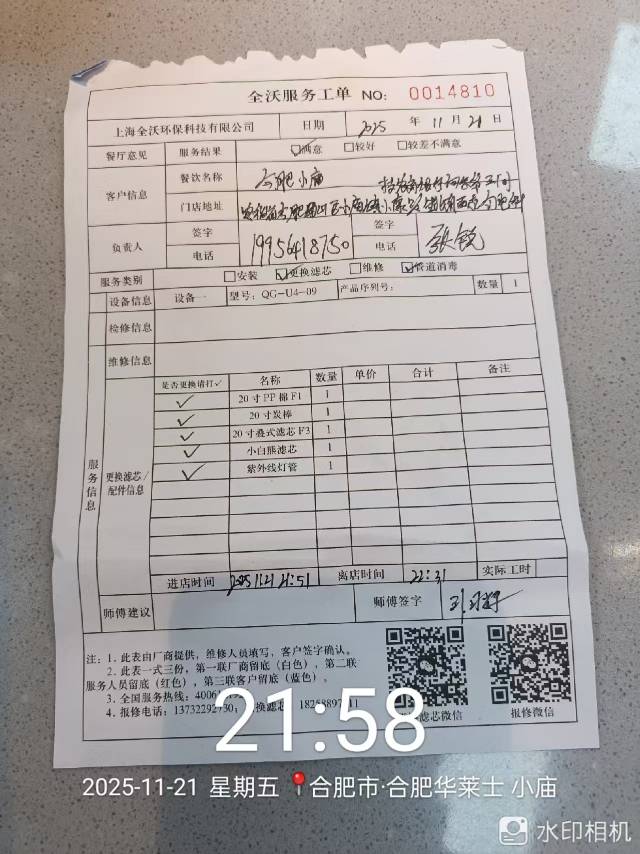 全沃服务工单 NO: 0014810
上海全沃环保科技有限公司 日期 2025 年 11 月 21 日
餐厅意见 服务结果 ☑满意 □较好 □较差不满意
客户信息 餐饮名称 合肥小庙
门店地址
负责人 签字 电话 19956418750 签字 电话 张锐
服务类别 □安装 ☑更换滤芯 □维修 ☑管道消毒
设备信息 设备一 型号: QG-U4-09 产品序列号: 数量 1
检修信息
维修信息
服务信息 更换滤芯/配件信息
是否更换请打✓ 名称 数量 单价 合计 备注
✓ 20寸PP棉F1 1
✓ 20寸炭棒 1
✓ 20寸叠式滤芯F3 1
✓ 小白熊滤芯 1
✓ 紫外线灯管 1
进店时间 2025.11.21 21:51 离店时间 22:31 实际工时
师傅建议 师傅签字
注: 1. 此表由厂商提供, 维修人员填写, 客户签字确认。
2. 此表一式三份, 第一联厂商留底(白色), 第二联
服务人员留底(红色), 第三联客户留底(蓝色)。
3. 全国服务热线: 4006
4. 报修电话: 13732292730, 换滤芯
滤芯微信 报修微信
21:58
2025-11-21 星期五 合肥市·合肥华莱士 小庙
水印相机